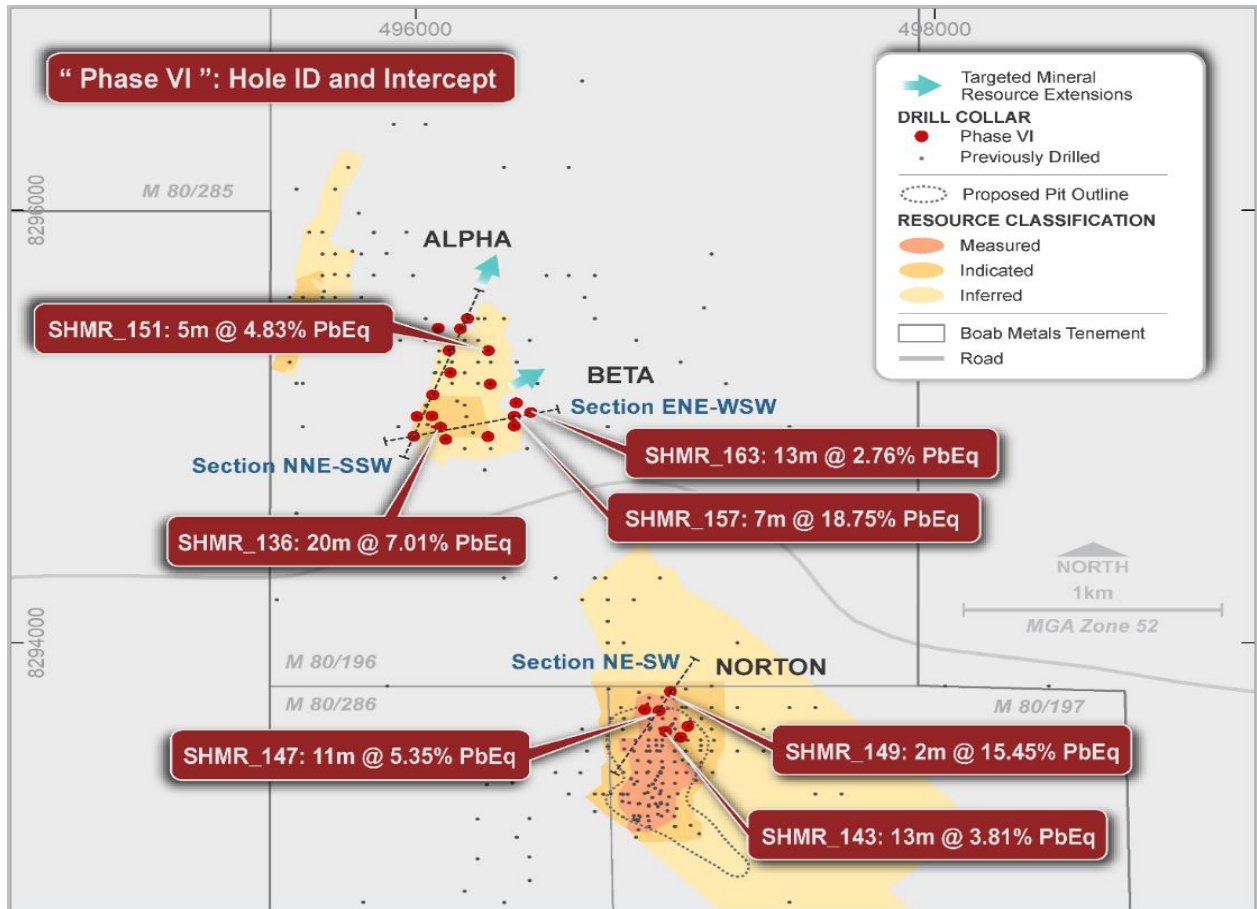 496000
498000
“ Phase VI ”: Hole ID and Intercept
Targeted Mineral
Resource Extensions
DRILL COLLAR
Phase VI
Previously Drilled
Proposed Pit Outline
RESOURCE CLASSIFICATION
Measured
Indicated
Inferred
Boab Metals Tenement
Road
M 80/285
8296000
ALPHA
SHMR_151: 5m @ 4.83% PbEq
BETA
Section ENE-WSW
SHMR_163: 13m @ 2.76% PbEq
Section NNE-SSW
SHMR_157: 7m @ 18.75% PbEq
SHMR_136: 20m @ 7.01% PbEq
NORTH
1km
MGA Zone 52
8294000
M 80/196
Section NE-SW
NORTON
M 80/286
M 80/197
SHMR_147: 11m @ 5.35% PbEq
SHMR_149: 2m @ 15.45% PbEq
SHMR_143: 13m @ 3.81% PbEq